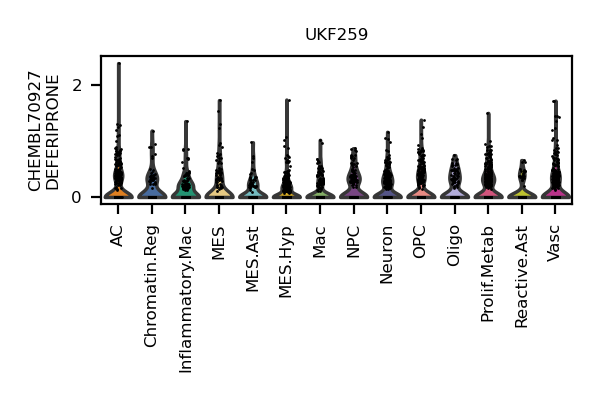 UKF259
CHEMBL70927
DEFERIPRONE
2
0
AC
Chromatin.Reg
Inflammatory.Mac
MES
MES.Ast
MES.Hyp
Mac
NPC
Neuron
OPC
Oligo
Prolif.Metab
Reactive.Ast
Vasc